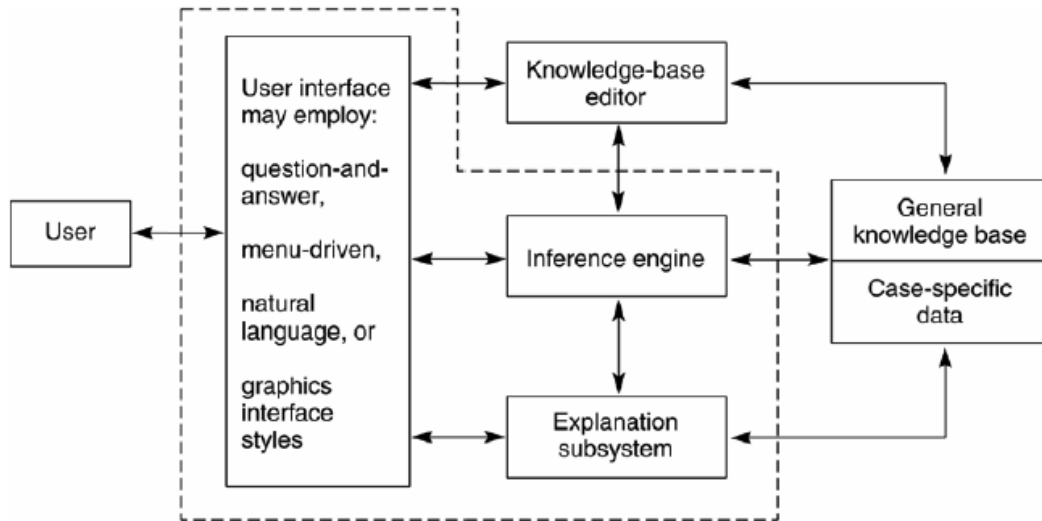 User
User interface
may employ:
question-and-
answer,
menu-driven,
natural
language, or
graphics
interface
styles
Knowledge-base
editor
Inference engine
Explanation
subsystem
General
knowledge base
Case-specific
data